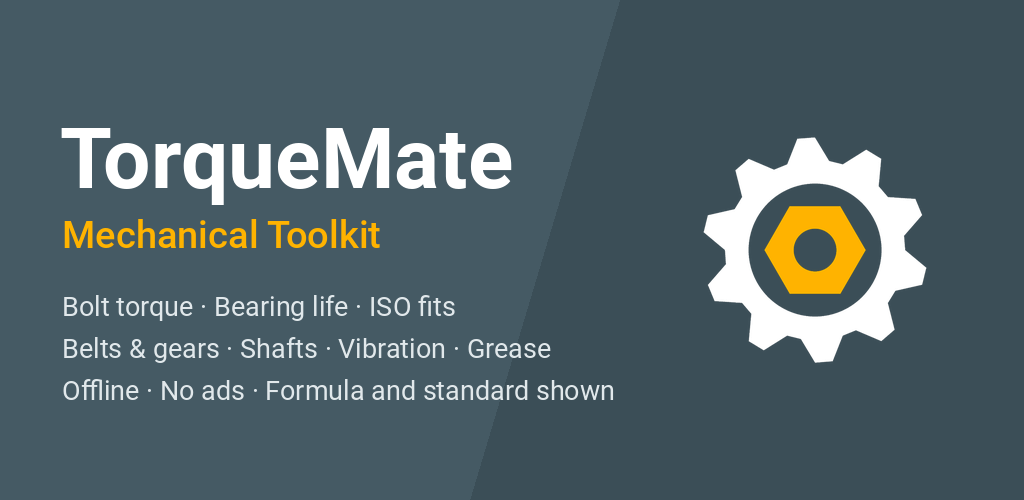 TorqueMate
Mechanical Toolkit
Bolt torque · Bearing life · ISO fits
Belts & gears · Shafts · Vibration · Grease
Offline · No ads · Formula and standard shown